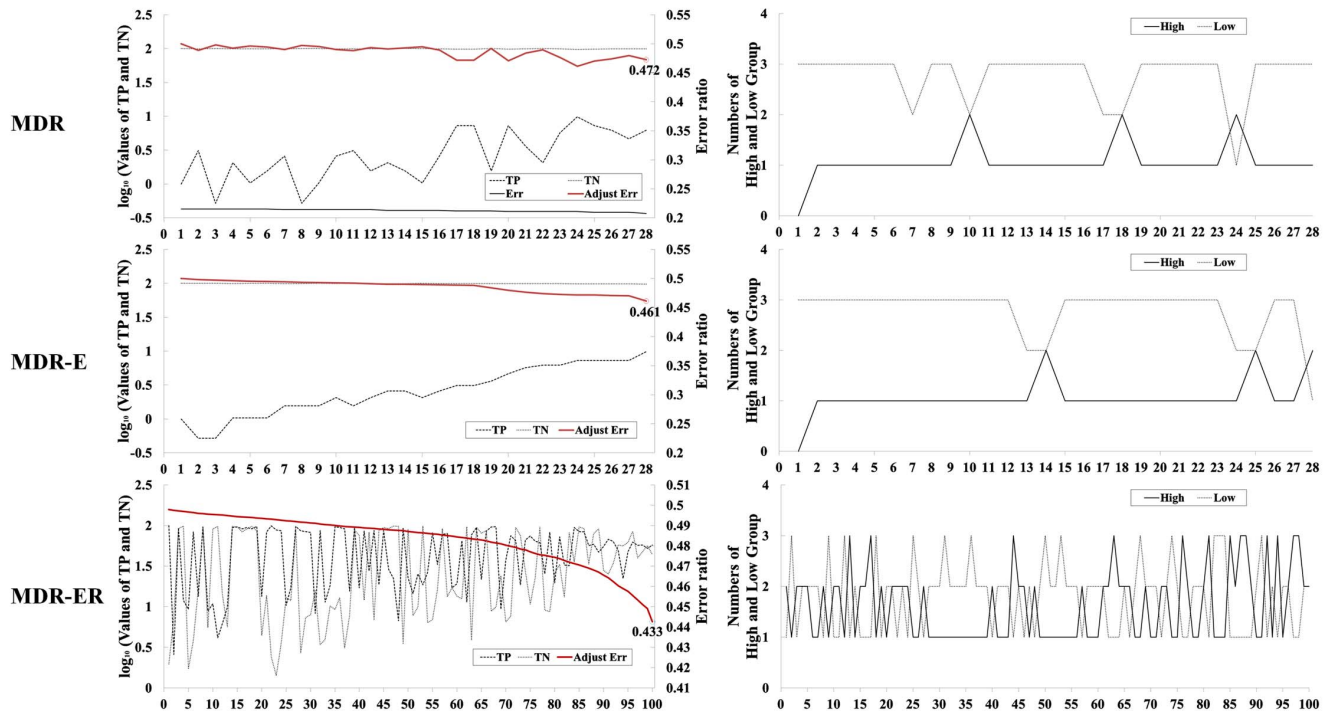 MDR
log₁₀ (Values of TP and TN)
2.5
2
1.5
1
0.5
0
-0.5
0.55
0.5
0.45
0.4
0.35
0.3
0.25
0.2
Error ratio
0.472
TP TN
Err Adjust Err
0 1 2 3 4 5 6 7 8 9 10 11 12 13 14 15 16 17 18 19 20 21 22 23 24 25 26 27 28
Numbers of
High and Low Group
4
3
2
1
0
High Low
0 1 2 3 4 5 6 7 8 9 10 11 12 13 14 15 16 17 18 19 20 21 22 23 24 25 26 27 28
MDR-E
log₁₀ (Values of TP and TN)
2.5
2
1.5
1
0.5
0
-0.5
0.55
0.5
0.45
0.4
0.35
0.3
0.25
0.2
Error ratio
0.461
TP TN Adjust Err
0 1 2 3 4 5 6 7 8 9 10 11 12 13 14 15 16 17 18 19 20 21 22 23 24 25 26 27 28
Numbers of
High and Low Group
4
3
2
1
0
High Low
0 1 2 3 4 5 6 7 8 9 10 11 12 13 14 15 16 17 18 19 20 21 22 23 24 25 26 27 28
MDR-ER
log₁₀ (Values of TP and TN)
2.5
2
1.5
1
0.5
0
0.51
0.5
0.49
0.48
0.47
0.46
0.45
0.44
0.43
0.42
0.41
Error ratio
0.433
TP TN Adjust Err
0 5 10 15 20 25 30 35 40 45 50 55 60 65 70 75 80 85 90 95 100
Numbers of
High and Low Group
4
3
2
1
0
High Low
0 5 10 15 20 25 30 35 40 45 50 55 60 65 70 75 80 85 90 95 100